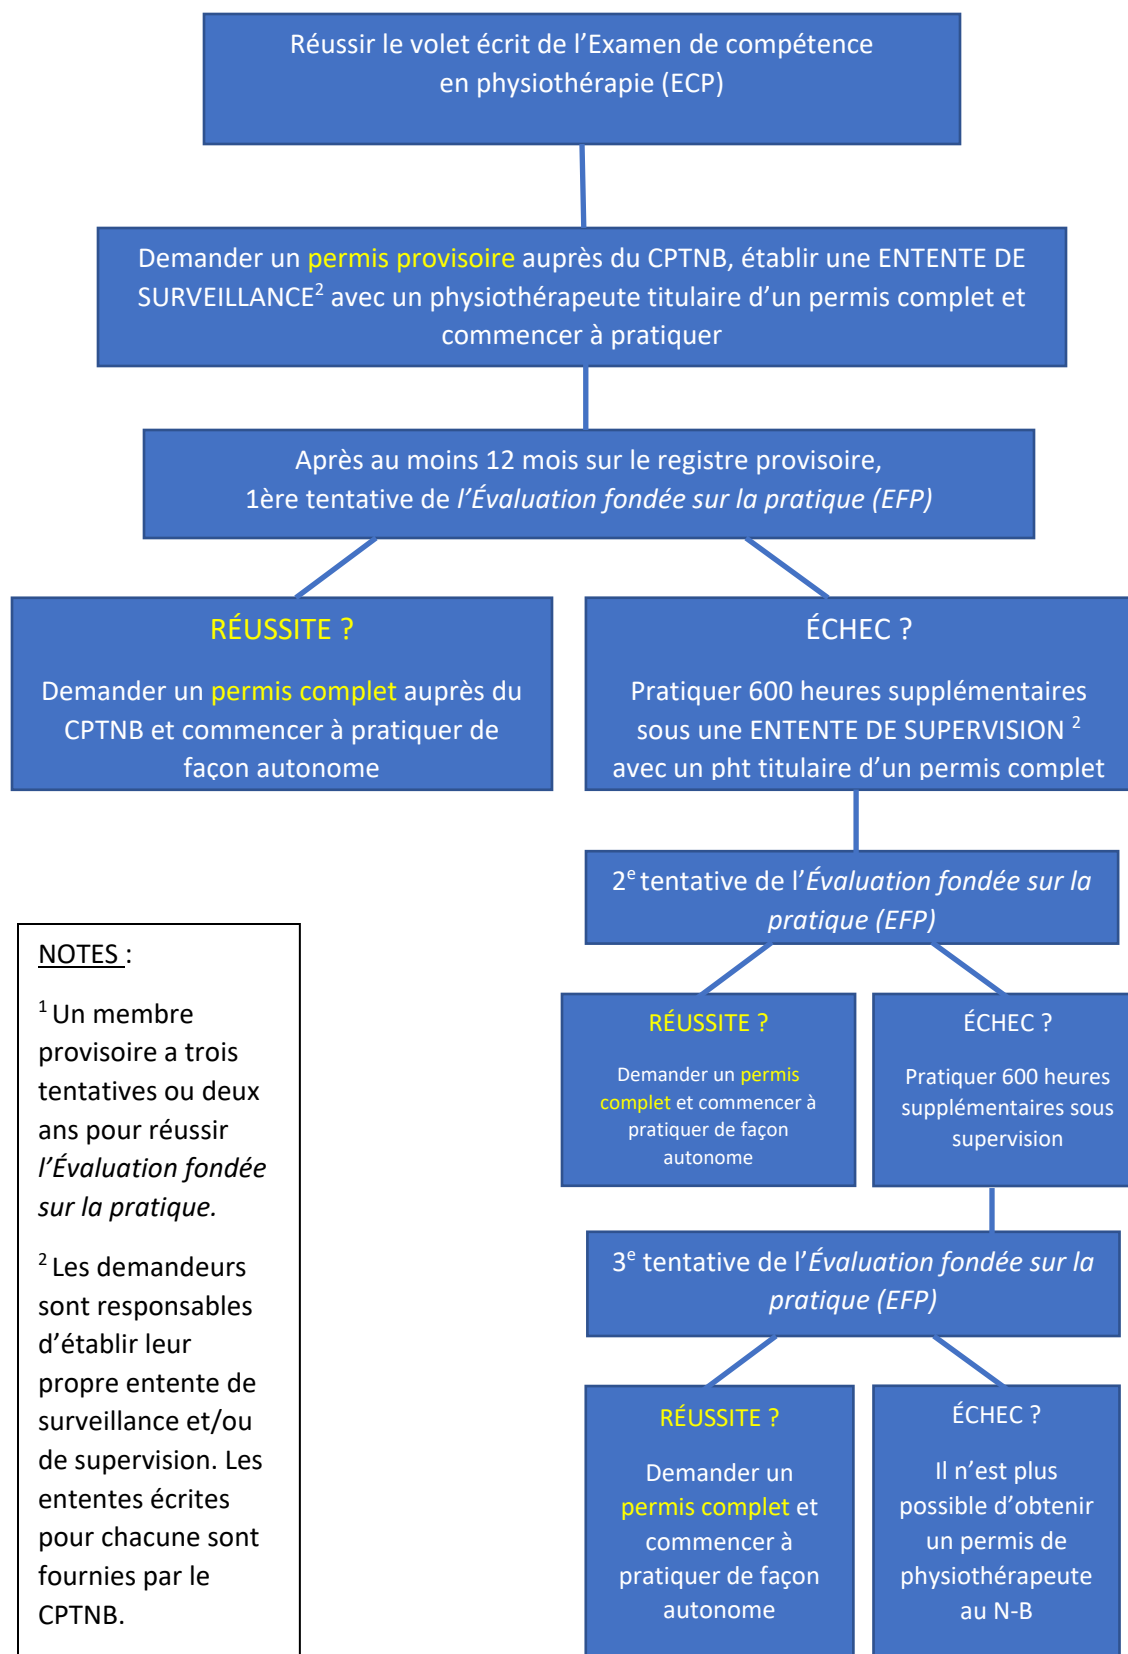 Réussir le volet écrit de l’Examen de compétence
en physiothérapie (ECP)
Demander un permis provisoire auprès du CPTNB, établir une ENTENTE DE
SURVEILLANCE² avec un physiothérapeute titulaire d’un permis complet et
commencer à pratiquer
Après au moins 12 mois sur le registre provisoire,
1ère tentative de l’Évaluation fondée sur la pratique (EFP)
RÉUSSITE ?
Demander un permis complet auprès du
CPTNB et commencer à pratiquer de
façon autonome
ÉCHEC ?
Pratiquer 600 heures supplémentaires
sous une ENTENTE DE SUPERVISION ²
avec un pht titulaire d’un permis complet
2e tentative de l’Évaluation fondée sur la
pratique (EFP)
RÉUSSITE ?
Demander un permis
complet et commencer à
pratiquer de façon
autonome
ÉCHEC ?
Pratiquer 600 heures
supplémentaires sous
supervision
3e tentative de l’Évaluation fondée sur la
pratique (EFP)
RÉUSSITE ?
Demander un
permis complet et
commencer à
pratiquer de façon
autonome
ÉCHEC ?
Il n’est plus
possible d’obtenir
un permis de
physiothérapeute
au N-B
NOTES :
¹ Un membre
provisoire a trois
tentatives ou deux
ans pour réussir
l’Évaluation fondée
sur la pratique.
² Les demandeurs
sont responsables
d’établir leur
propre entente de
surveillance et/ou
de supervision. Les
ententes écrites
pour chacune sont
fournies par le
CPTNB.